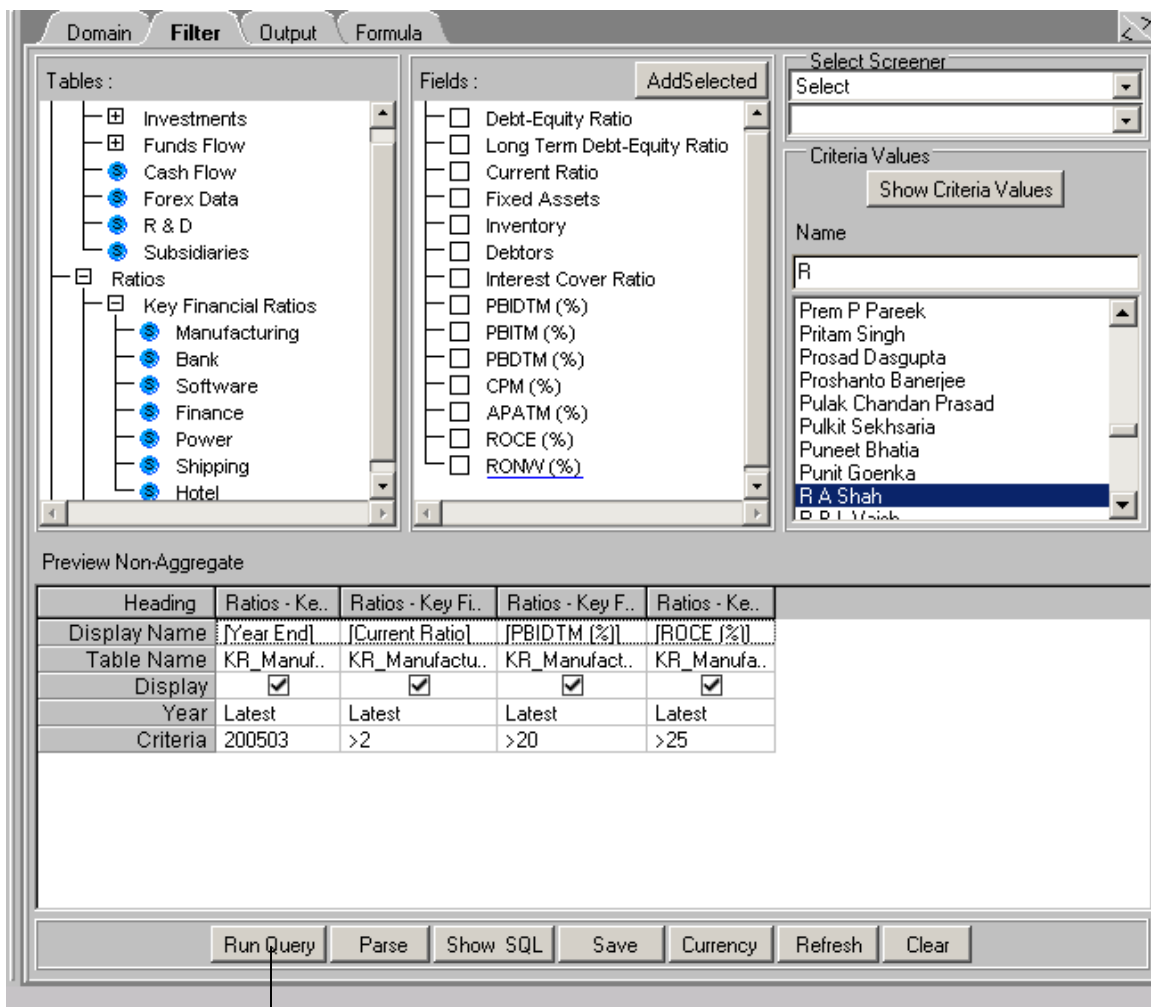 Domain Filter Output Formula
Tables :
Investments
Funds Flow
Cash Flow
Forex Data
R & D
Subsidiaries
Ratios
Key Financial Ratios
Manufacturing
Bank
Software
Finance
Power
Shipping
Hotel
Fields : AddSelected
Debt-Equity Ratio
Long Term Debt-Equity Ratio
Current Ratio
Fixed Assets
Inventory
Debtors
Interest Cover Ratio
PBIDTM (%)
PBITM (%)
PBDTM (%)
CPM (%)
APATM (%)
ROCE (%)
RONW (%)
Select Screener
Select
Criteria Values
Show Criteria Values
Name
R
Prem P Pareek
Pritam Singh
Prosad Dasgupta
Proshanto Banerjee
Pulak Chandan Prasad
Pulkit Sekhsaria
Puneet Bhatia
Punit Goenka
R A Shah
Preview Non-Aggregate
Heading Ratios - Ke.. Ratios - Key Fi.. Ratios - Key F.. Ratios - Ke..
Display Name [Year End] [Current Ratio] [PBIDTM (%)] [ROCE (%)]
Table Name KR_Manuf.. KR_Manufactu.. KR_Manufact.. KR_Manufa..
Display
Year Latest Latest Latest Latest
Criteria 200503 >2 >20 >25
Run Query Parse Show SQL Save Currency Refresh Clear